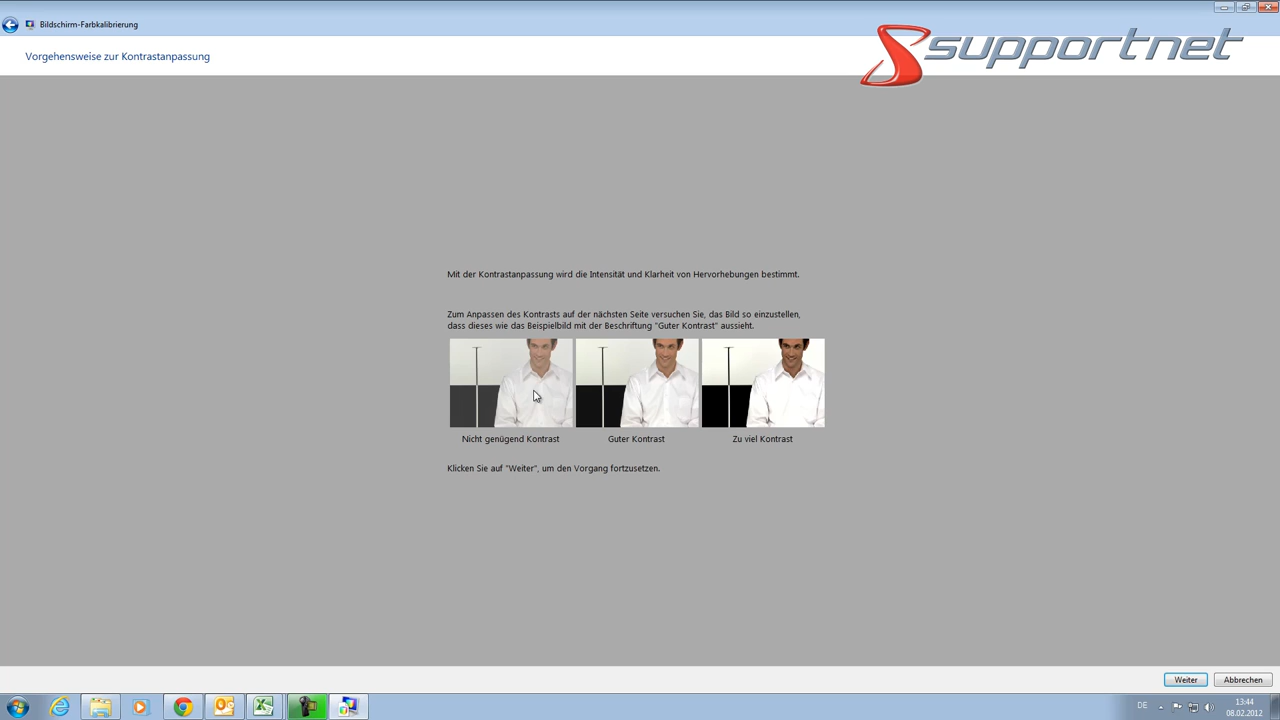 Bildschirm-Farbkalibrierung
Vorgehensweise zur Kontrastanpassung
supportnet
Mit der Kontrastanpassung wird die Intensität und Klarheit von Hervorhebungen bestimmt.
Zum Anpassen des Kontrasts auf der nächsten Seite versuchen Sie, das Bild so einzustellen,
dass dieses wie das Beispielbild mit der Beschriftung "Guter Kontrast" aussieht.
Nicht genügend Kontrast
Guter Kontrast
Zu viel Kontrast
Klicken Sie auf "Weiter", um den Vorgang fortzusetzen.
Weiter
Abbrechen
DE
13:44
08.02.2012